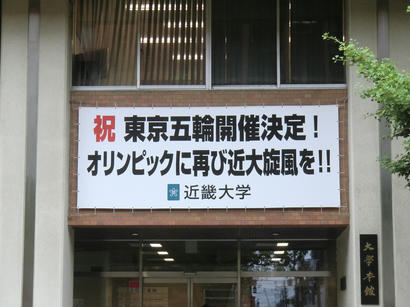 祝 東京五輪開催決定！
オリンピックに再び近大旋風を!!
近畿大学
大学本館